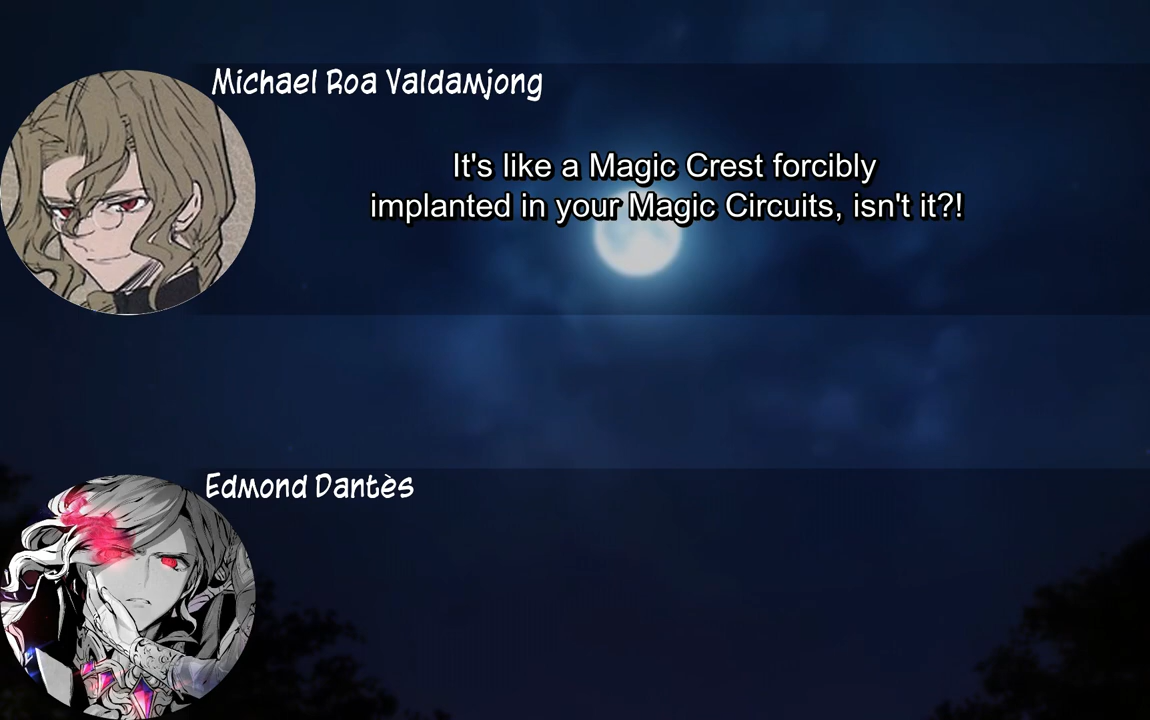 Michael Roa Valdamjong
It's like a Magic Crest forcibly
implanted in your Magic Circuits, isn't it?!
Edmond Dantès